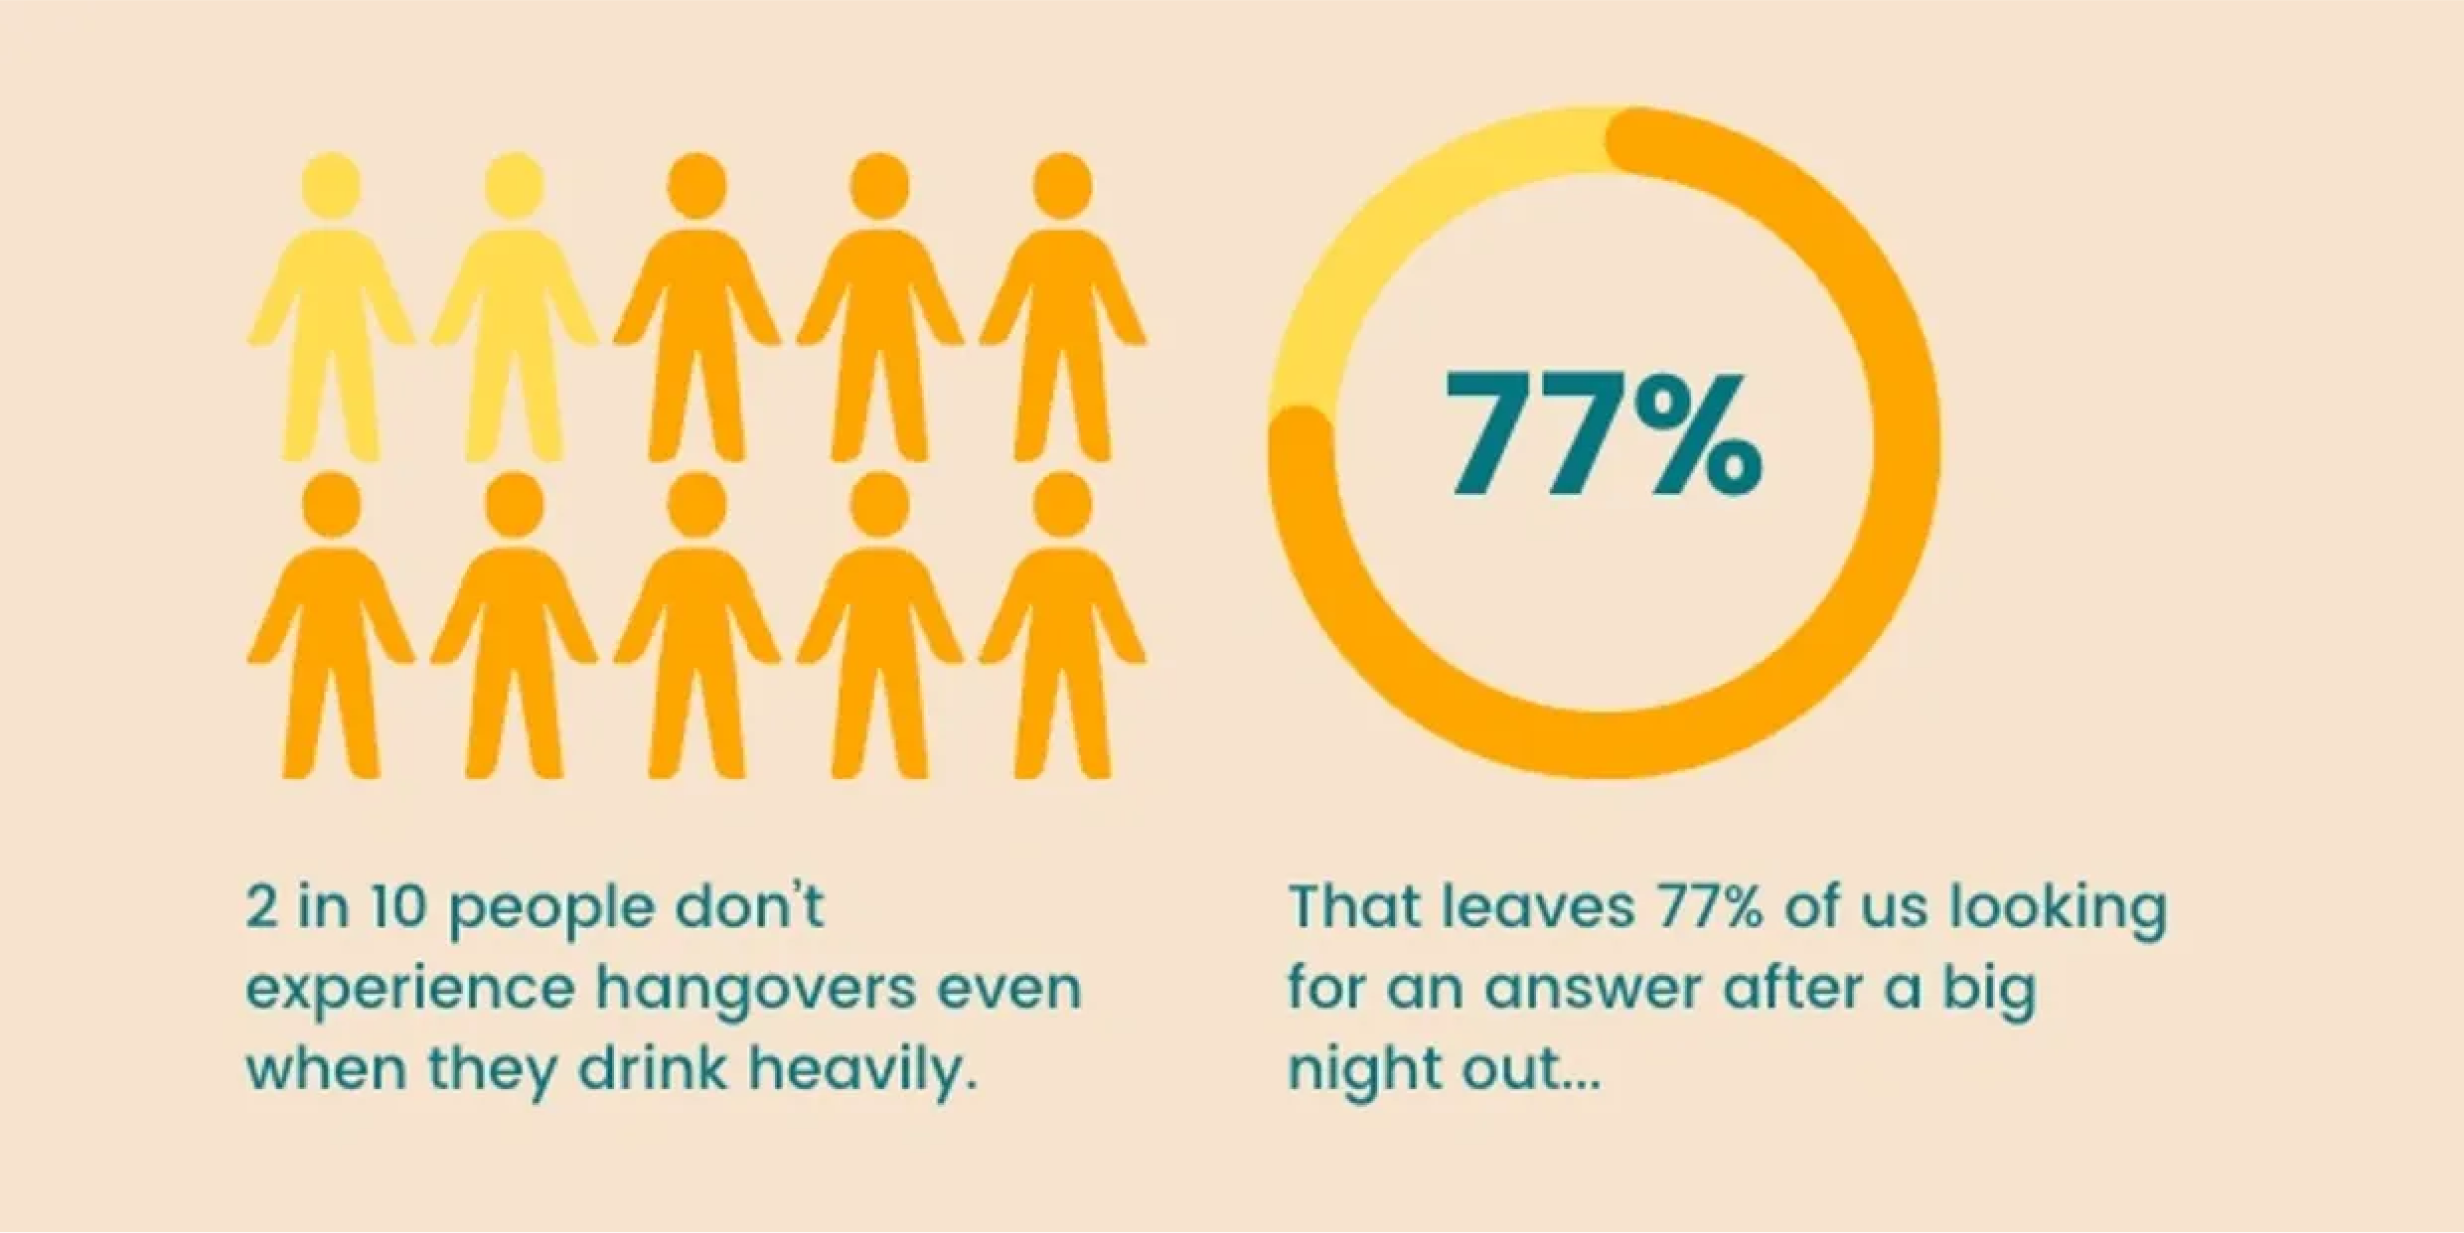 77%
2 in 10 people don't
experience hangovers even
when they drink heavily.
That leaves 77% of us looking
for an answer after a big
night out...